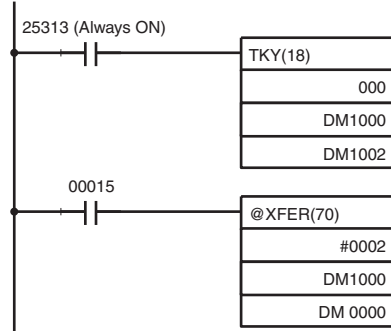 25313 (Always ON)
TKY(18)
000
DM1000
DM1002
00015
@XFER(70)
#0002
DM1000
DM 0000